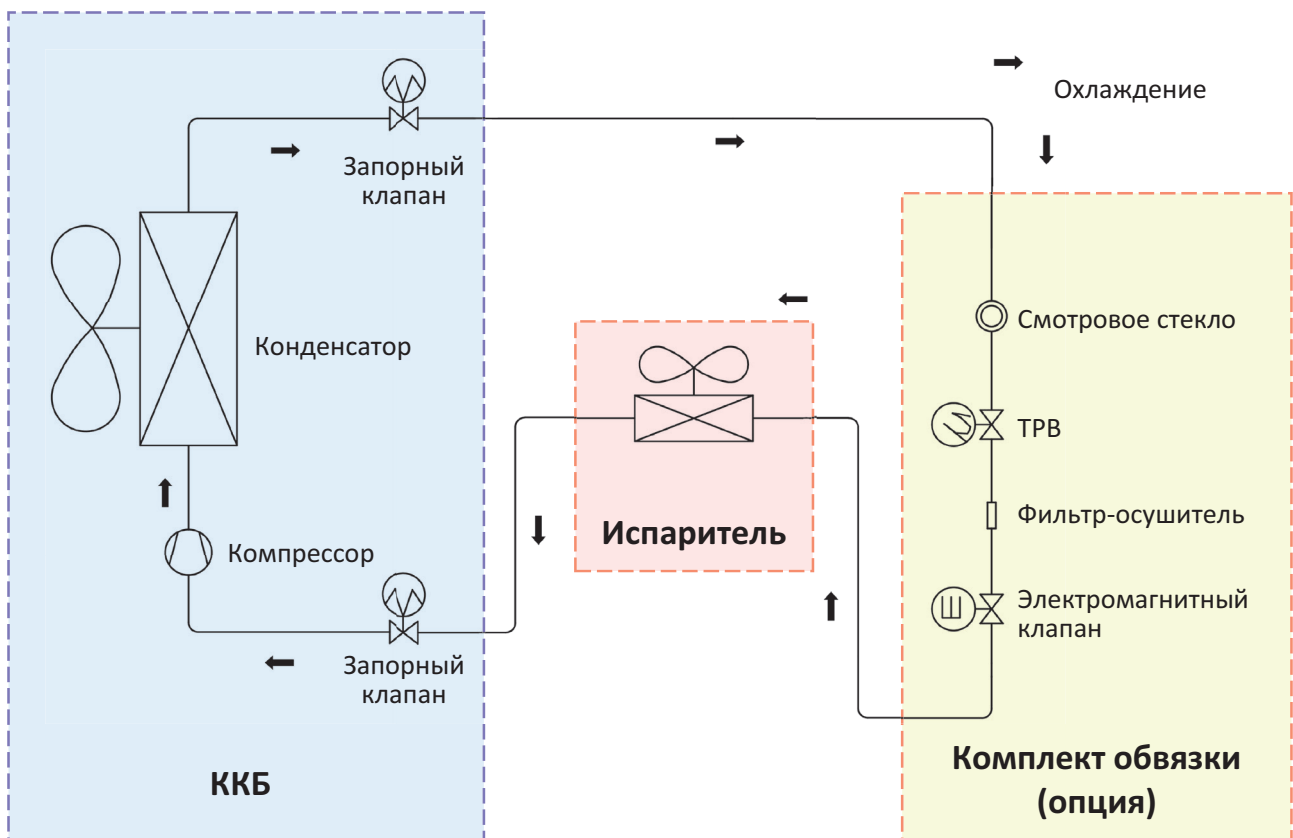 Охлаждение
Запорный
клапан
Смотровое стекло
Конденсатор
ТРВ
Фильтр-осушитель
Испаритель
Компрессор
Электромагнитный
клапан
Запорный
клапан
Комплект обвязки
(опция)
ККБ